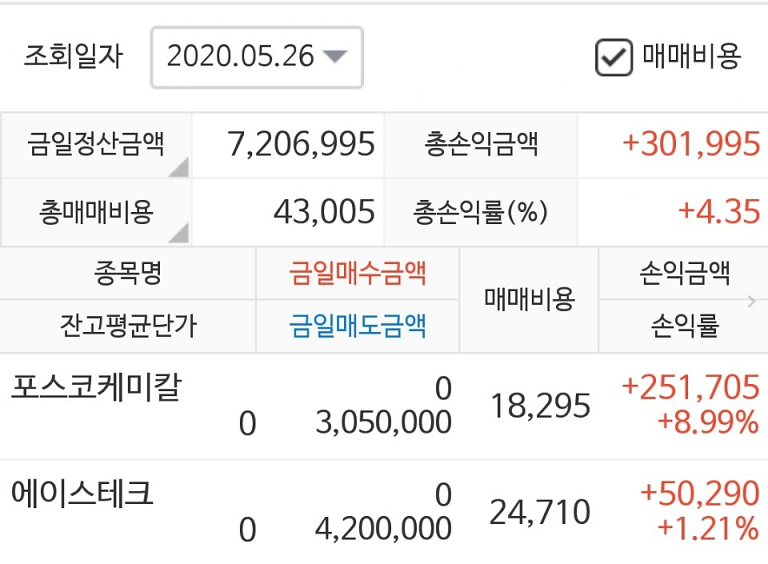 조회일자 2020.05.26 매매비용
금일정산금액 7,206,995 총손익금액 +301,995
총매매비용 43,005 총손익률(%) +4.35
종목명 금일매수금액 매매비용 손익금액
잔고평균단가 금일매도금액 손익률
포스코케미칼 0 18,295 +251,705
0 3,050,000 +8.99%
에이스테크 0 24,710 +50,290
0 4,200,000 +1.21%